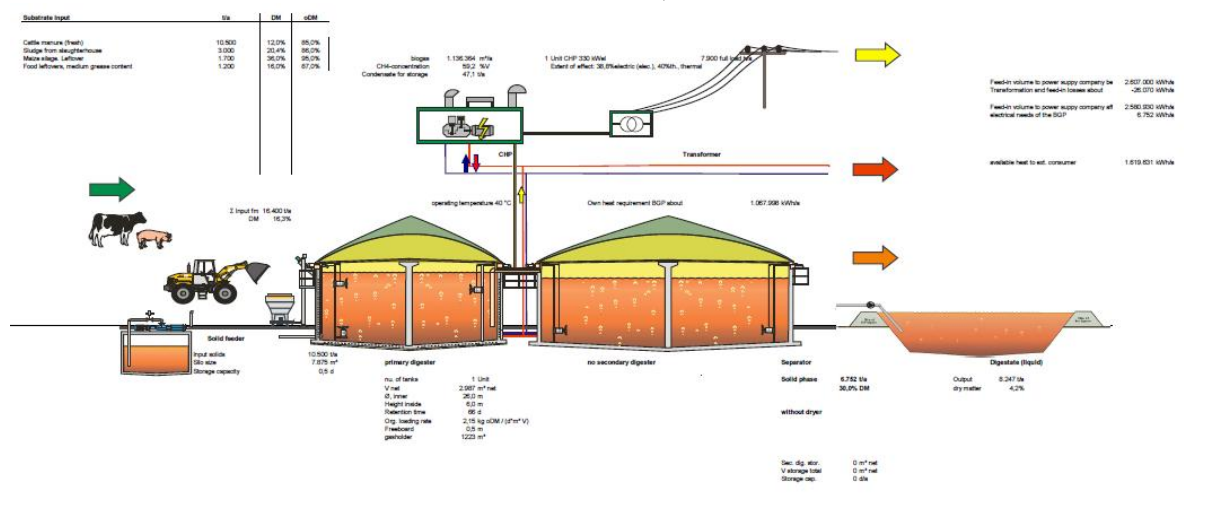 Substrate Input t/a DM oDM
Cattle manure (fresh) 10.500 12,0% 85,0%
Sludge from slaughterhouse 3.000 20,4% 86,0%
Maize silage. Leftover 1.700 36,0% 95,0%
Food leftovers, medium grease content 1.200 16,0% 87,0%
biogas 1.136.364 m³/a
CH4-concentration 59,2 %V
Condensate for storage 47,1 t/a
1 Unit CHP 330 kWel 7.900 full load
Extent of effect: 38,8%electric (elec.), 40%th., thermal
Feed-in volume to power suppy company be 2.607.000 kWh/a
Transformation and feed-in losses about -26.070 kWh/a
Feed-in volume to power suppy company aft 2.580.930 kWh/a
electrical needs of the BGP 6.752 kWh/a
CHP
Transformer
available heat to ext. consumer 1.619.631 kWh/a
Σ Input fm 16.400 t/a
DM 16,3%
operating temperature 40 °C
Own heat requirement BGP about 1.067.998 kWh/a
Solid feeder
Input solids 10.500 t/a
Silo size 7.875 m³
Storage capacity 0,5 d
primary digester
nu. of tanks 1 Unit
V net 2.987 m³ net
Ø, inner 26,0 m
Height inside 6,0 m
Retention time 66 d
Org. loading rate 2,15 kg oDM / (d*m³ V)
Freeboard 0,5 m
gasholder 1223 m³
no secondary digester
Separator
Solid phase 6.752 t/a
30,0% DM
without dryer
Sec. dig. stor. 0 m³ net
V storage total 0 m³ net
Storage cap. 0 d/a
Digestate (liquid)
Output 8.247 t/a
dry matter 4,2%